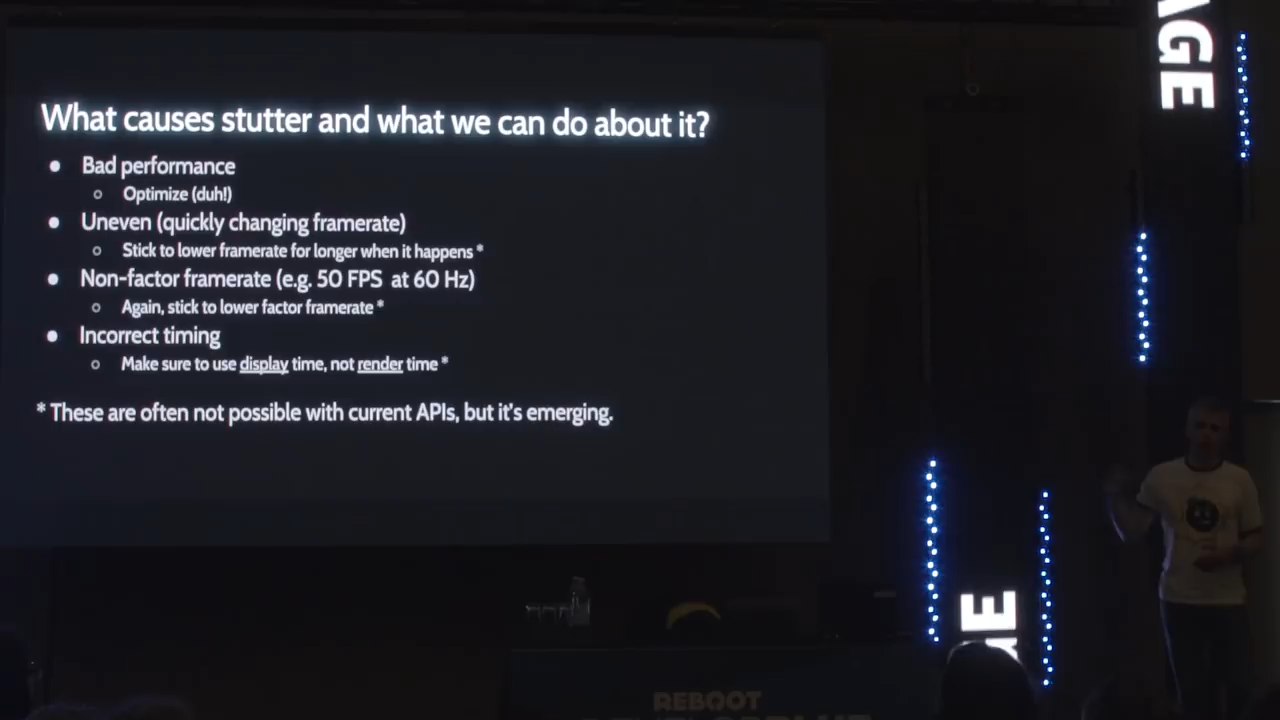 What causes stutter and what we can do about it?
● Bad performance
○ Optimize (duh!)
● Uneven (quickly changing framerate)
○ Stick to lower framerate for longer when it happens *
● Non-factor framerate (e.g. 50 FPS at 60 Hz)
○ Again, stick to lower factor framerate *
● Incorrect timing
○ Make sure to use display time, not render time *
* These are often not possible with current APIs, but it's emerging.
AGE
GE
REBOOT